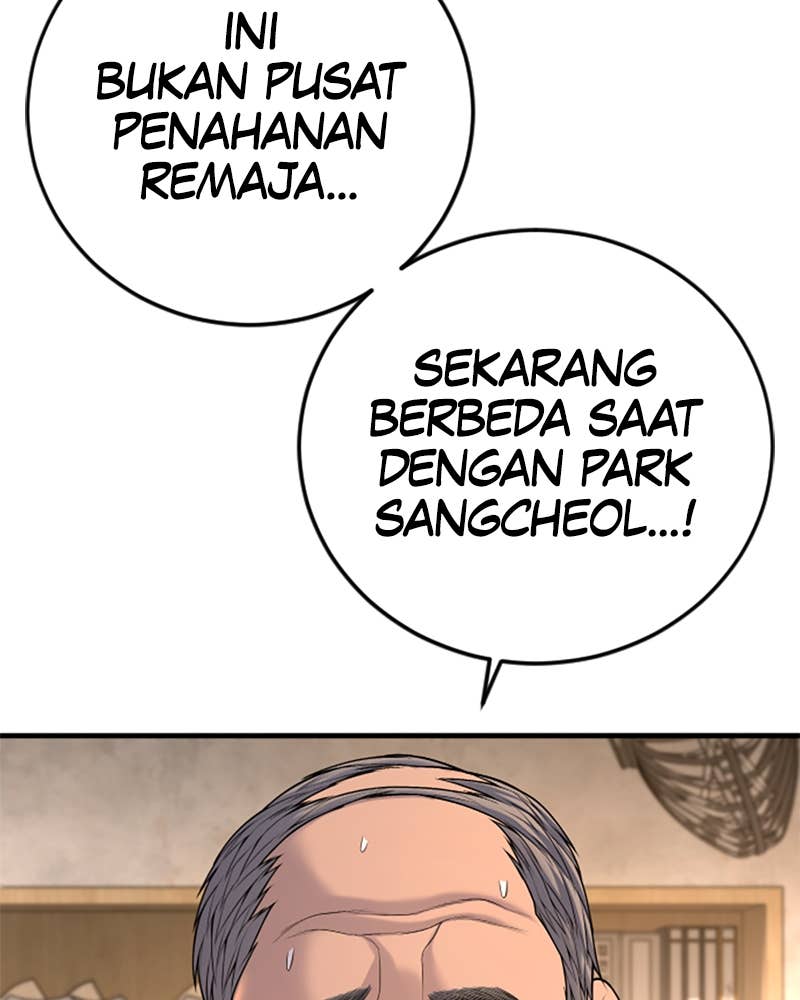 INI
BUKAN PUSAT
PENAHANAN
REMAJA...
SEKARANG
BERBEDA SAAT
DENGAN PARK
SANGCHEOL...!